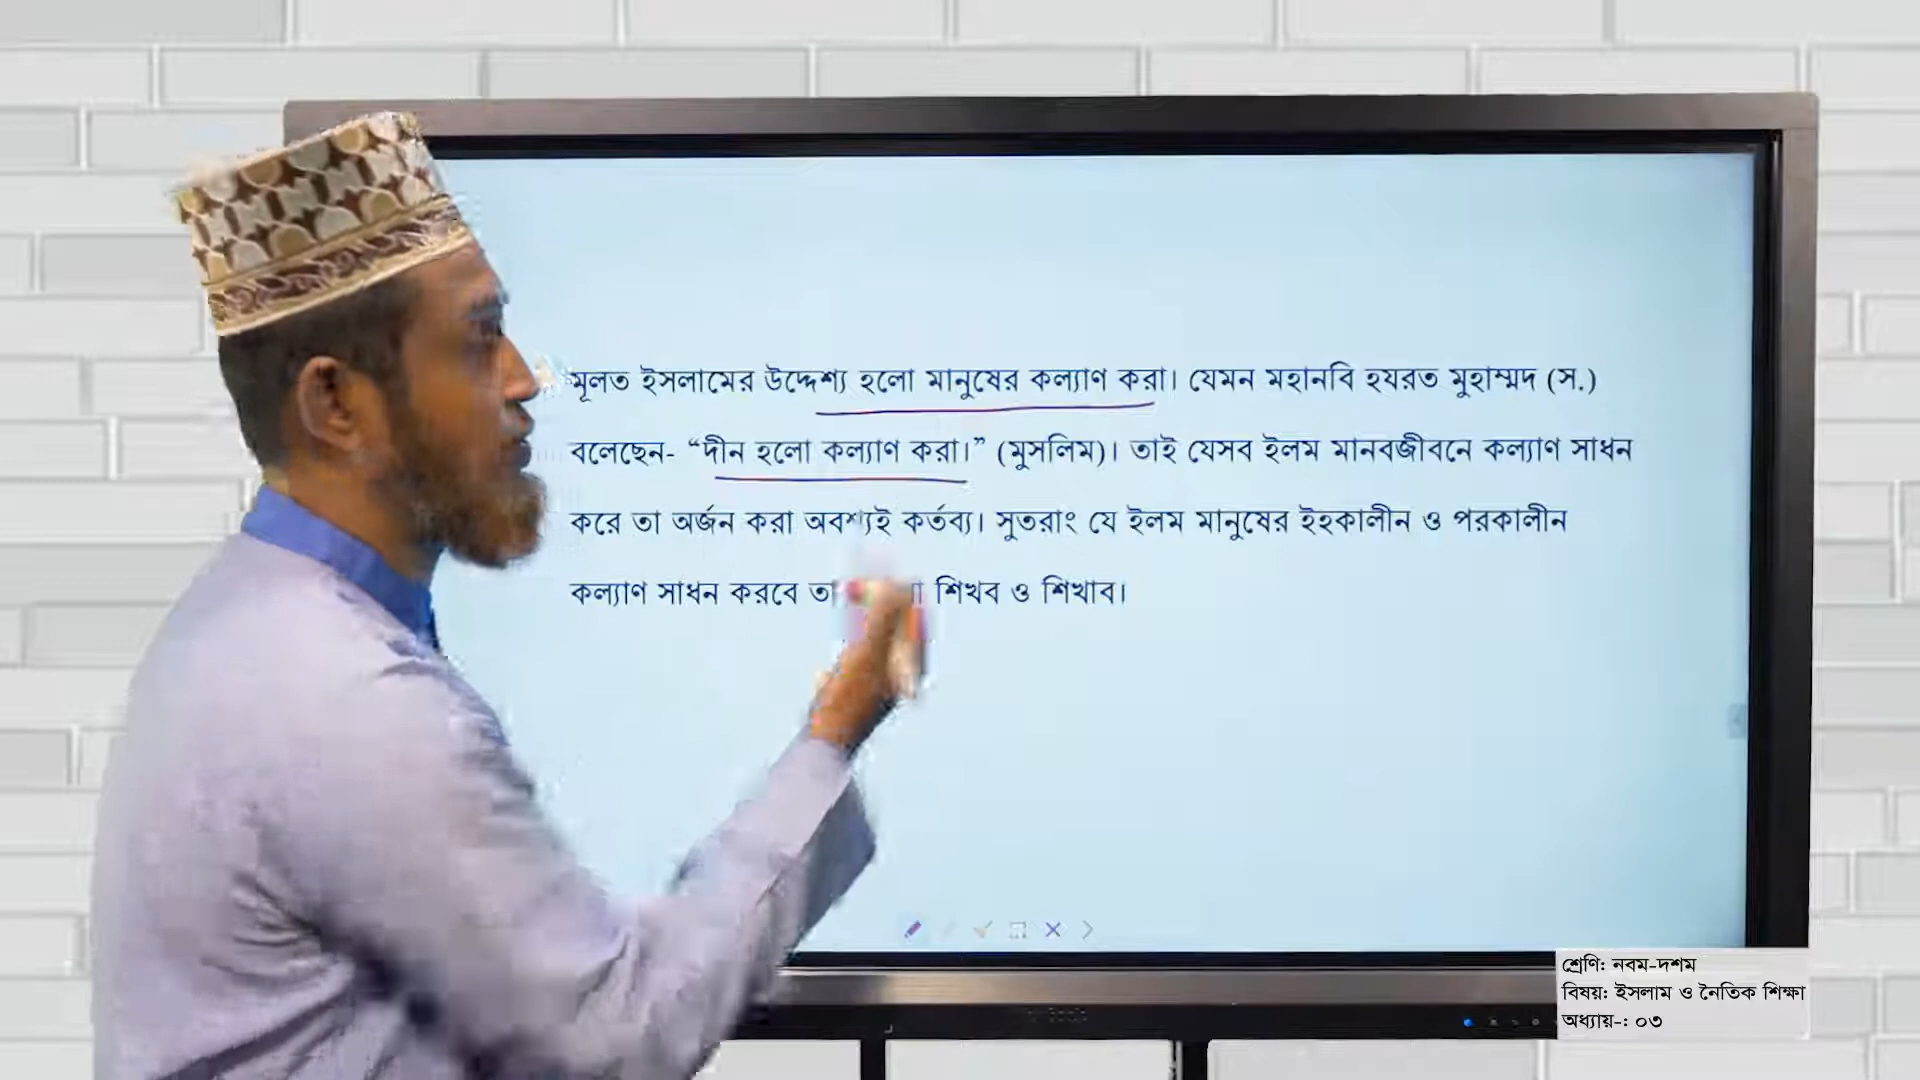 মূলত ইসলামের উদ্দেশ্য হলো মানুষের কল্যাণ করা। যেমন মহানবি হযরত মুহাম্মদ (স.)
বলেছেন- “দীন হলো কল্যাণ করা।” (মুসলিম)। তাই যেসব ইলম মানবজীবনে কল্যাণ সাধন
করে তা অর্জন করা অবশ্যই কর্তব্য। সুতরাং যে ইলম মানুষের ইহকালীন ও পরকালীন
কল্যাণ সাধন করবে শিখব ও শিখাব।
শ্রেণি: নবম-দশম
বিষয়: ইসলাম ও নৈতিক শিক্ষা
অধ্যায়-: ০৩